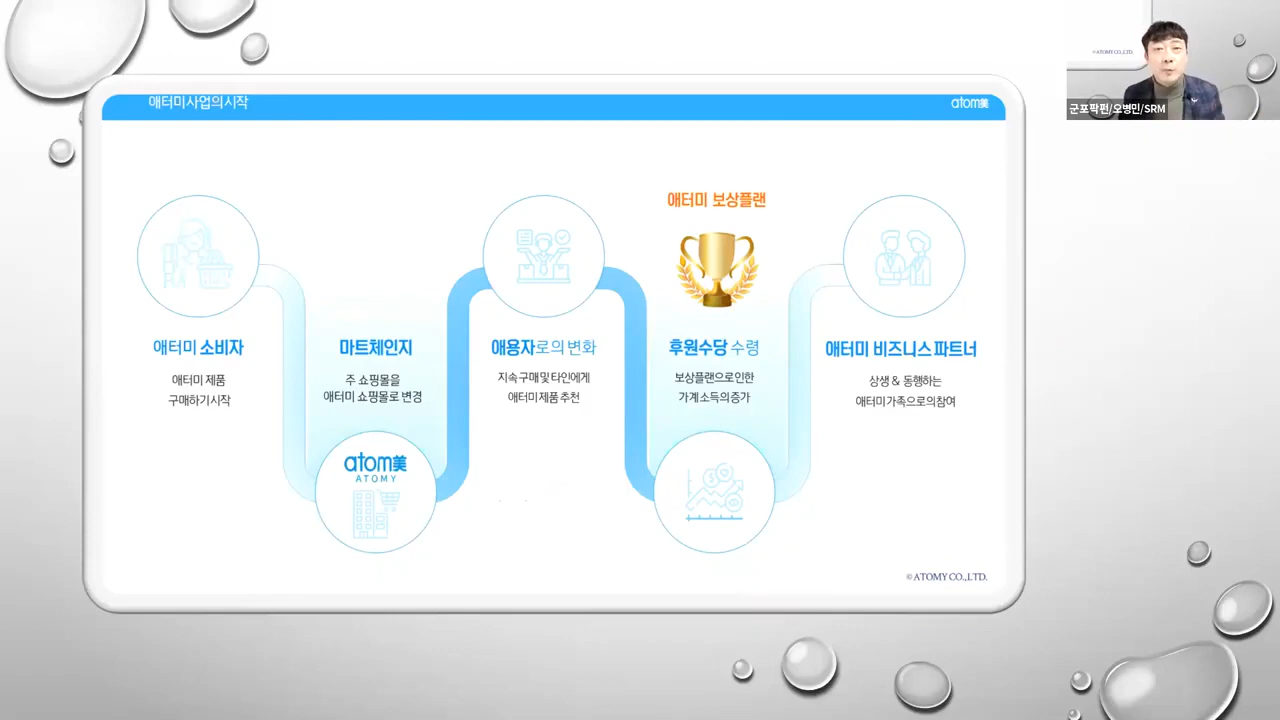 애터미사업의시작
atom美
©ATOMY CO.,LTD.
군포팍펀/오병민/SRM
애터미 보상플랜
애터미 소비자
애터미 제품
구매하기시작
마트체인지
주 쇼핑몰을
애터미 쇼핑몰로 변경
atom美
ATOMY
애용자로의 변화
지속구매및타인에게
애터미제품 추천
후원수당 수령
보상플랜으로인한
가계소득의증가
애터미 비즈니스파트너
상생 & 동행하는
애터미가족으로의참여
©ATOMY CO.,LTD.